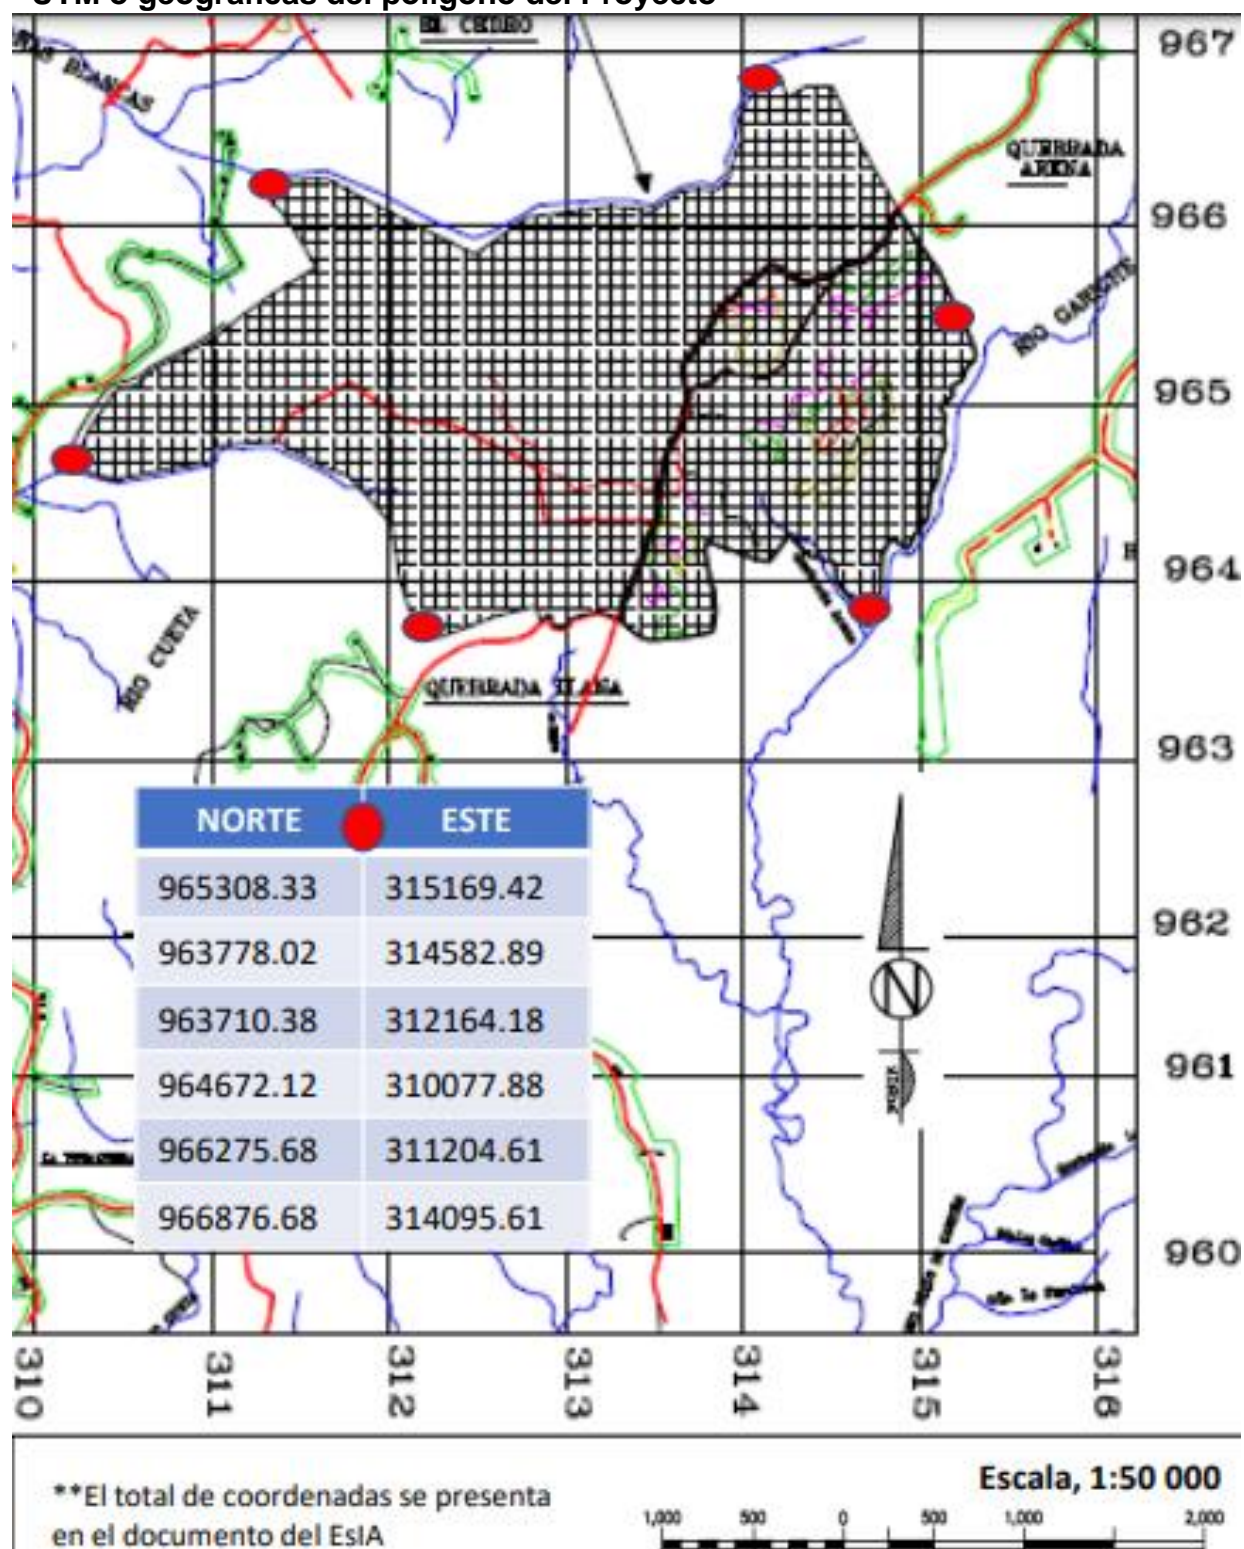 UTM o geográficas del polígono del Proyecto
EL CEDRO
967
BLANCAS
QUEBRADA
ARENA
966
RIO GARICHE
965
964
RIO CUETA
QUEBRADA LLANA
963
NORTE ESTE
965308.33 315169.42
963778.02 314582.89
962
963710.38 312164.18
964672.12 310077.88
961
966275.68 311204.61
966876.68 314095.61
960
N
310 311 312 313 314 315 316
**El total de coordenadas se presenta
en el documento del EsIA
Escala, 1:50 000
1,000 500 0 500 1,000 2,000